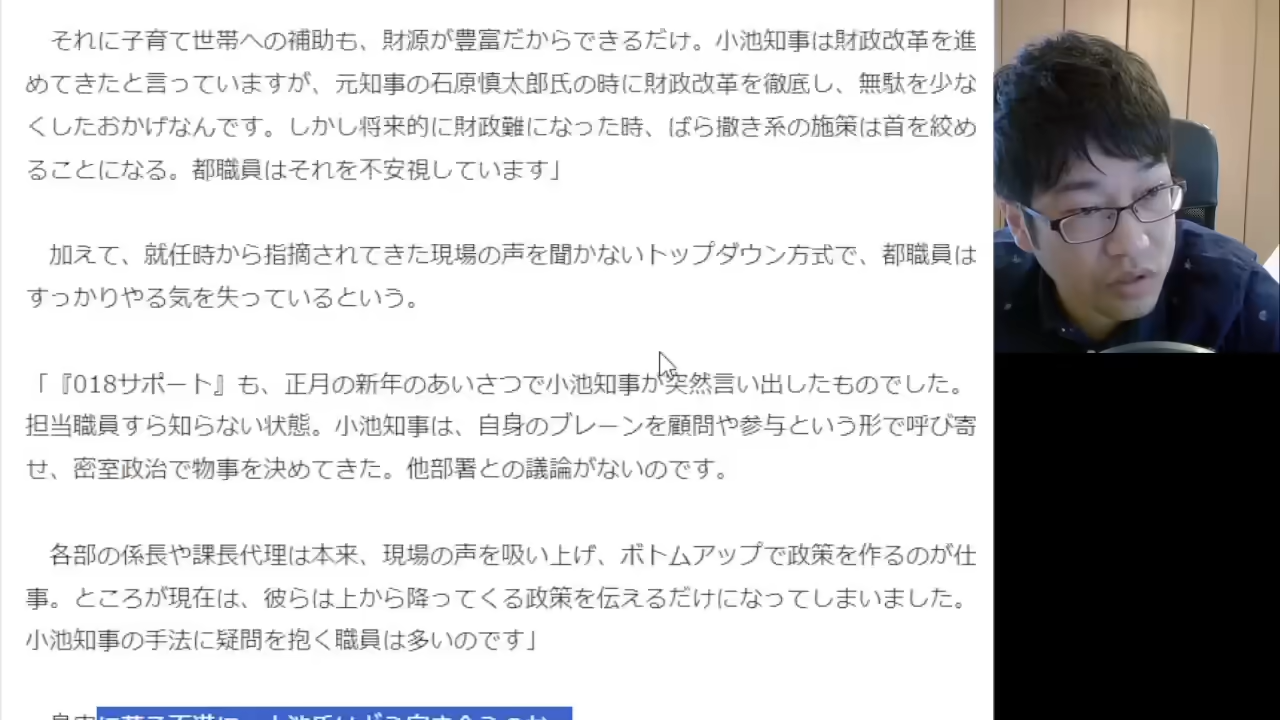 それに子育て世帯への補助も、財源が豊富だからできるだけ。小池知事は財政改革を進
めてきたと言っていますが、元知事の石原慎太郎氏の時に財政改革を徹底し、無駄を少な
くしたおかげなんです。しかし将来的に財政難になった時、ばら撒き系の施策は首を絞め
ることになる。都職員はそれを不安視しています」
加えて、就任時から指摘されてきた現場の声を聞かないトップダウン方式で、都職員は
すっかりやる気を失っているという。
「『018サポート』も、正月の新年のあいさつで小池知事が突然言い出したものでした。
担当職員すら知らない状態。小池知事は、自身のブレーンを顧問や参与という形で呼び寄
せ、密室政治で物事を決めてきた。他部署との議論がないのです。
各部の係長や課長代理は本来、現場の声を吸い上げ、ボトムアップで政策を作るのが仕
事。ところが現在は、彼らは上から降ってくる政策を伝えるだけになってしまいました。
小池知事の手法に疑問を抱く職員は多いのです」